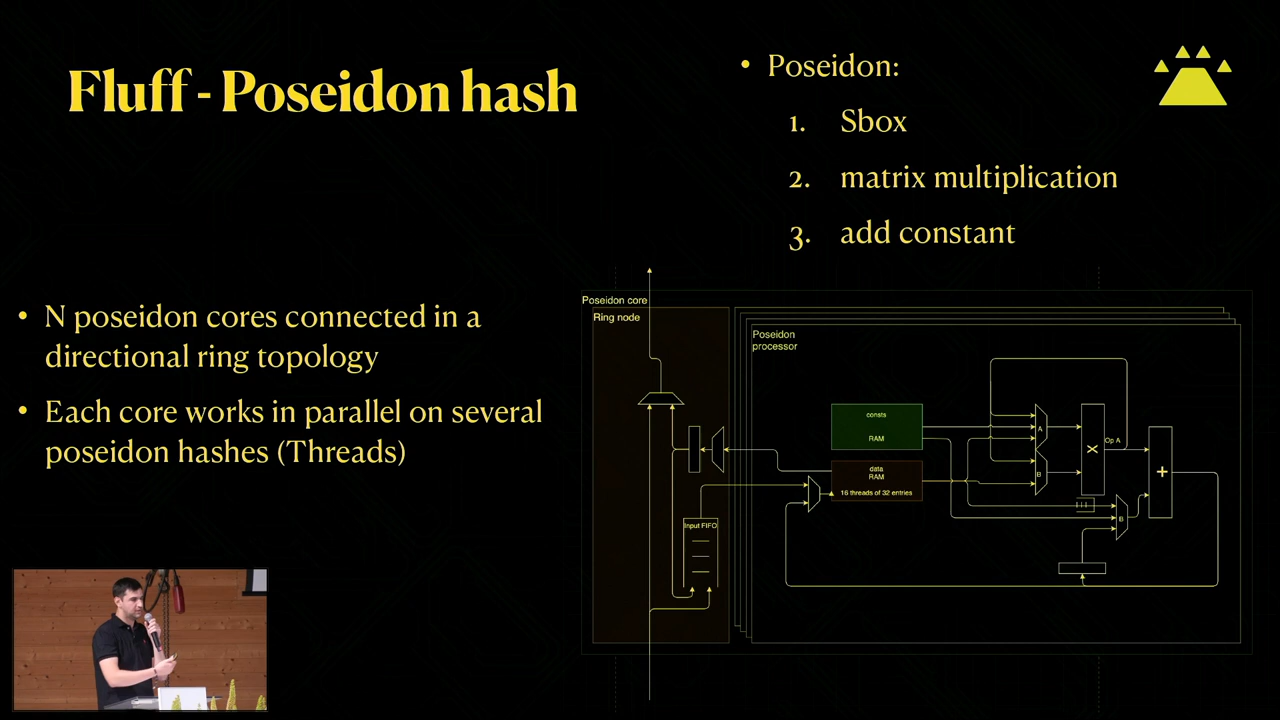 Fluff - Poseidon hash
• Poseidon:
1. Sbox
2. matrix multiplication
3. add constant
• N poseidon cores connected in a
directional ring topology
• Each core works in parallel on several
poseidon hashes (Threads)
Poseidon core
Ring node
Poseidon
processor
consts
RAM
data
RAM
16 threads of 32 entries
Input FIFO
A
B
X
Op A
+
B